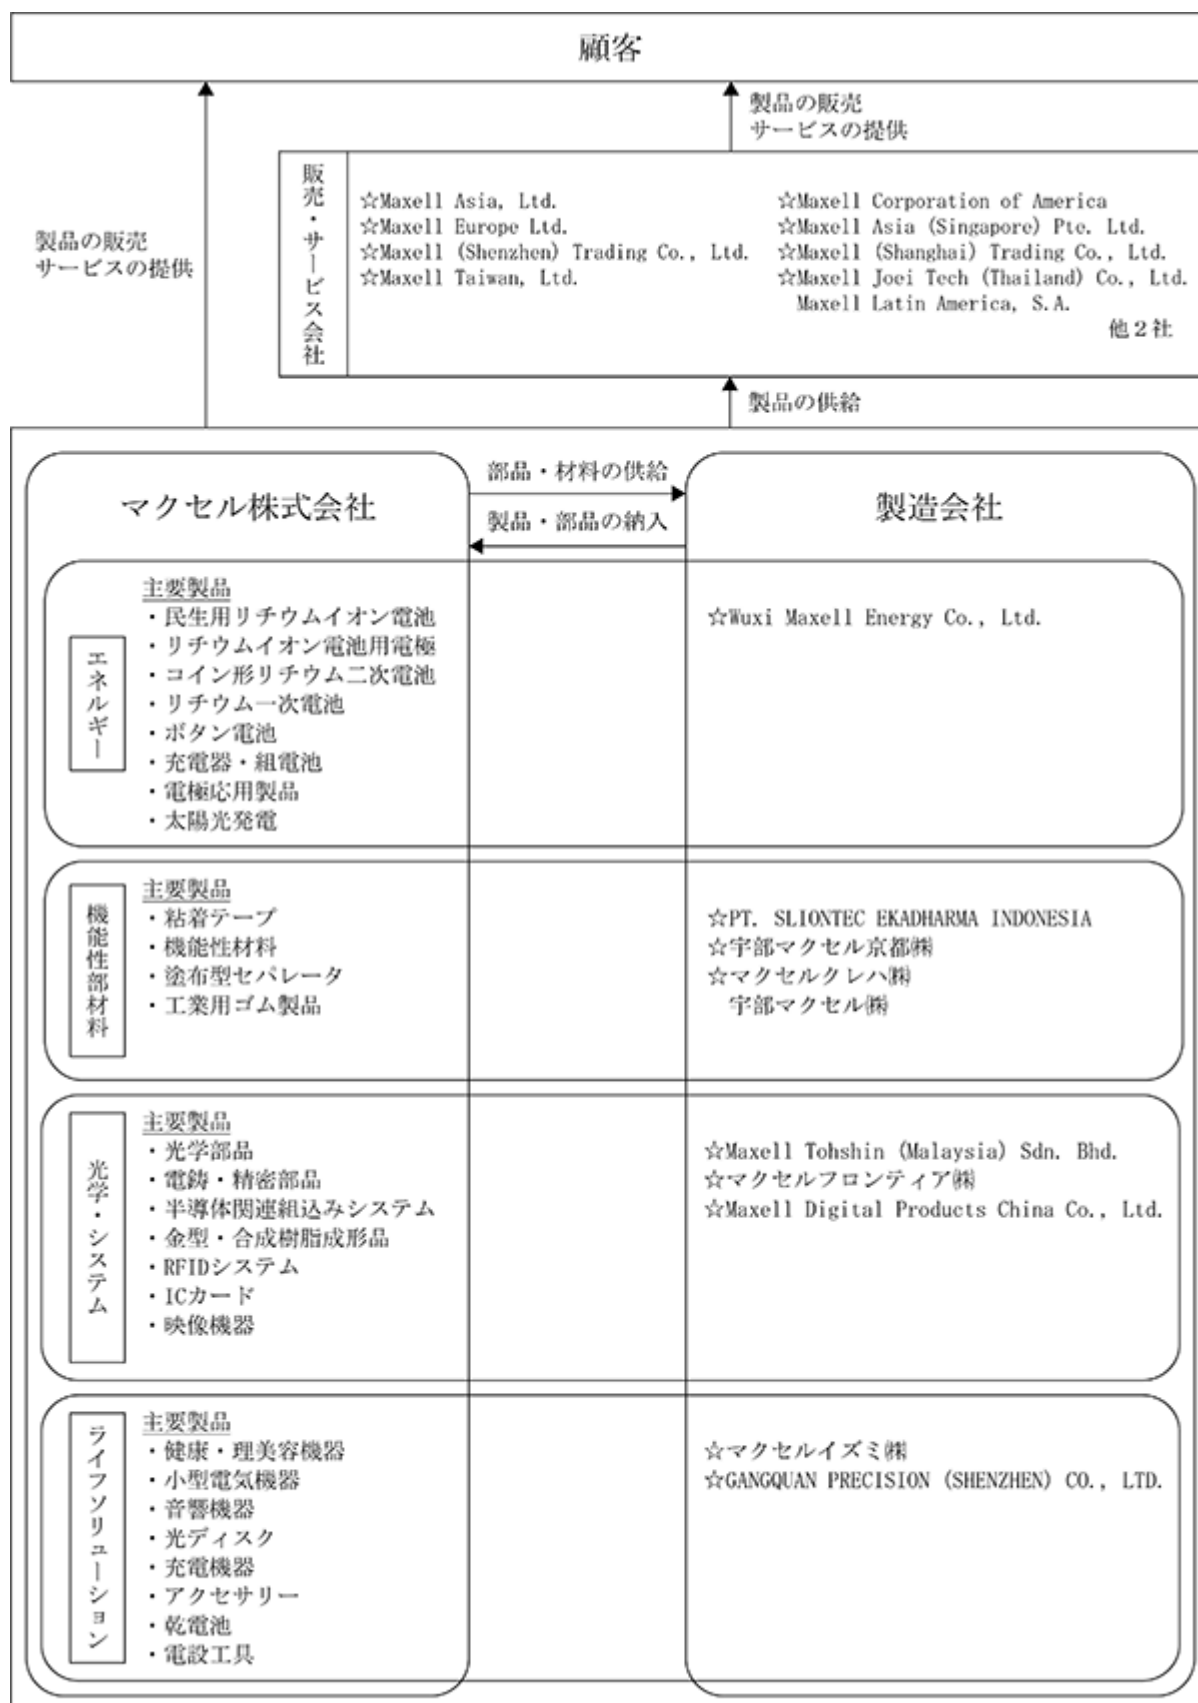 顧客
製品の販売
サービスの提供
製品の販売
サービスの提供
販売・サービス会社
☆Maxell Asia, Ltd.
☆Maxell Europe Ltd.
☆Maxell (Shenzhen) Trading Co., Ltd.
☆Maxell Taiwan, Ltd.
☆Maxell Corporation of America
☆Maxell Asia (Singapore) Pte. Ltd.
☆Maxell (Shanghai) Trading Co., Ltd.
☆Maxell Joei Tech (Thailand) Co., Ltd.
Maxell Latin America, S.A.
他2社
製品の供給
マクセル株式会社
部品・材料の供給
製品・部品の納入
製造会社
エネルギー
主要製品
・民生用リチウムイオン電池
・リチウムイオン電池用電極
・コイン形リチウム二次電池
・リチウム一次電池
・ボタン電池
・充電器・組電池
・電極応用製品
・太陽光発電
☆Wuxi Maxell Energy Co., Ltd.
機能性部材料
主要製品
・粘着テープ
・機能性材料
・塗布型セパレータ
・工業用ゴム製品
☆PT. SLIONTEC EKADHARMA INDONESIA
☆宇部マクセル京都㈱
☆マクセルクレハ㈱
宇部マクセル㈱
光学・システム
主要製品
・光学部品
・電鋳・精密部品
・半導体関連組込みシステム
・金型・合成樹脂成形品
・RFIDシステム
・ICカード
・映像機器
☆Maxell Tohshin (Malaysia) Sdn. Bhd.
☆マクセルフロンティア㈱
☆Maxell Digital Products China Co., Ltd.
ライフソリューション
主要製品
・健康・理美容機器
・小型電気機器
・音響機器
・光ディスク
・充電機器
・アクセサリー
・乾電池
・電設工具
☆マクセルイズミ㈱
☆GANGQUAN PRECISION (SHENZHEN) CO., LTD.